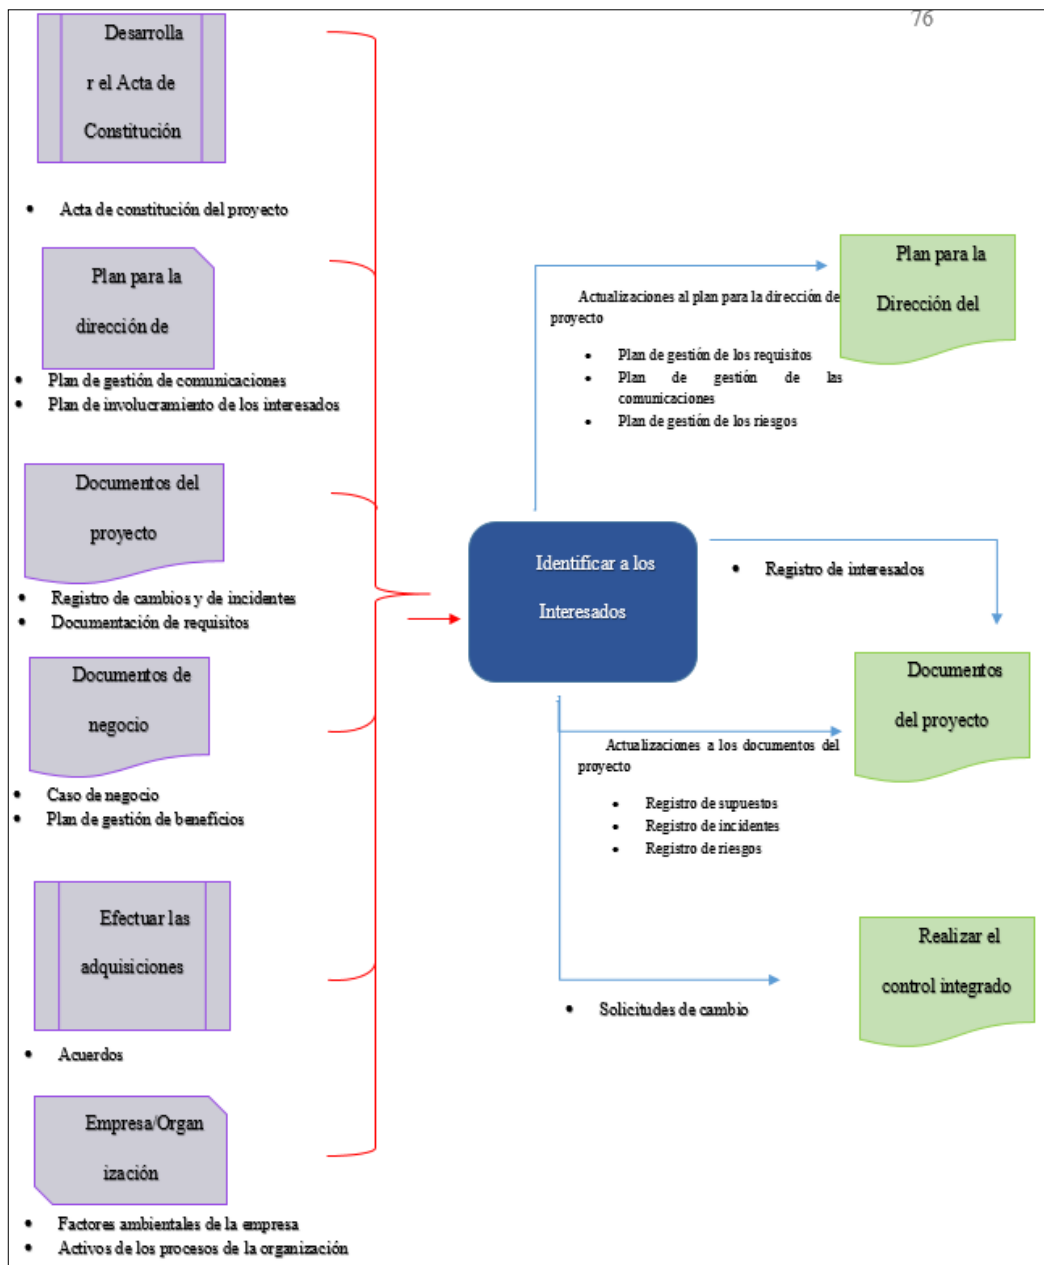 76
Desarrolla
r el Acta de
Constitución
• Acta de constitución del proyecto
Plan para la
dirección de
• Plan de gestión de comunicaciones
• Plan de involucramiento de los interesados
Documentos del
proyecto
• Registro de cambios y de incidentes
• Documentación de requisitos
Documentos de
negocio
• Caso de negocio
• Plan de gestión de beneficios
Efectuar las
adquisiciones
• Acuerdos
Empresa/Organ
ización
• Factores ambientales de la empresa
• Activos de los procesos de la organización
Identificar a los
Interesados
Actualizaciones al plan para la dirección de
proyecto
• Plan de gestión de los requisitos
• Plan de gestión de las
comunicaciones
• Plan de gestión de los riesgos
Plan para la
Dirección del
• Registro de interesados
Documentos
del proyecto
Actualizaciones a los documentos del
proyecto
• Registro de supuestos
• Registro de incidentes
• Registro de riesgos
• Solicitudes de cambio
Realizar el
control integrado